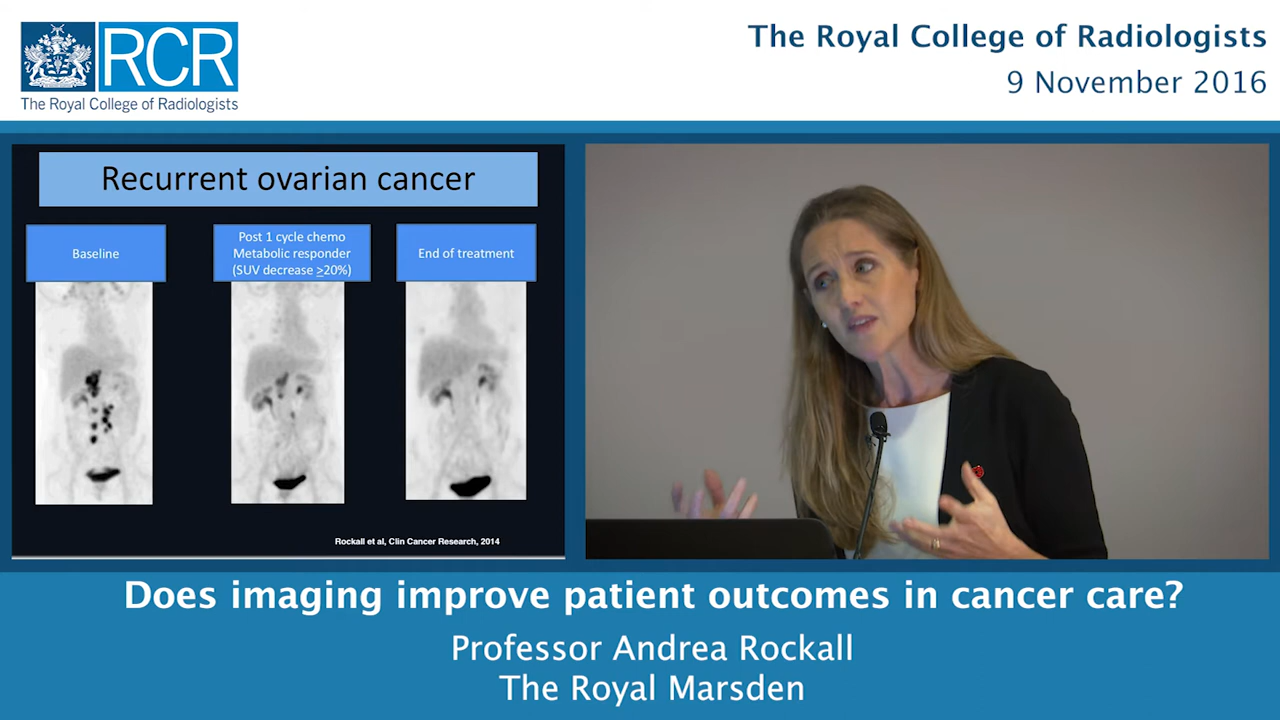 RCR
The Royal College of Radiologists
The Royal College of Radiologists
9 November 2016
Recurrent ovarian cancer
Baseline
Post 1 cycle chemo
Metabolic responder
(SUV decrease ≥20%)
End of treatment
Rockall et al, Clin Cancer Research, 2014
Does imaging improve patient outcomes in cancer care?
Professor Andrea Rockall
The Royal Marsden